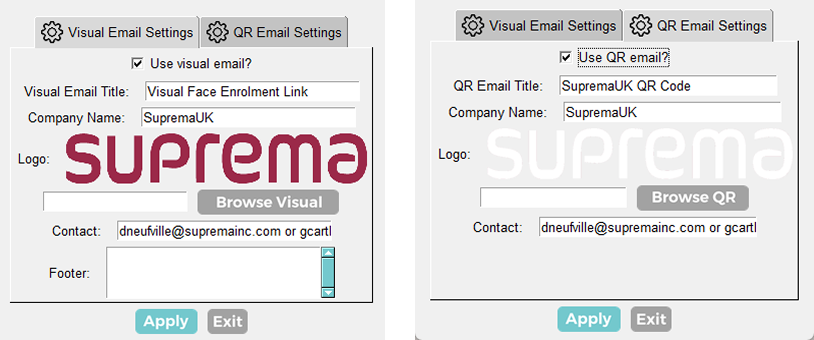 Visual Email Settings
QR Email Settings
Use visual email?
Visual Email Title: Visual Face Enrolment Link
Company Name: SupremaUK
Logo: suprema
Browse Visual
Contact: dneufville@supremainc.com or gcartl
Footer:
Apply
Exit
Visual Email Settings
QR Email Settings
Use QR email?
QR Email Title: SupremaUK QR Code
Company Name: SupremaUK
Logo: suprema
Browse QR
Contact: dneufville@supremainc.com or gcartl
Apply
Exit